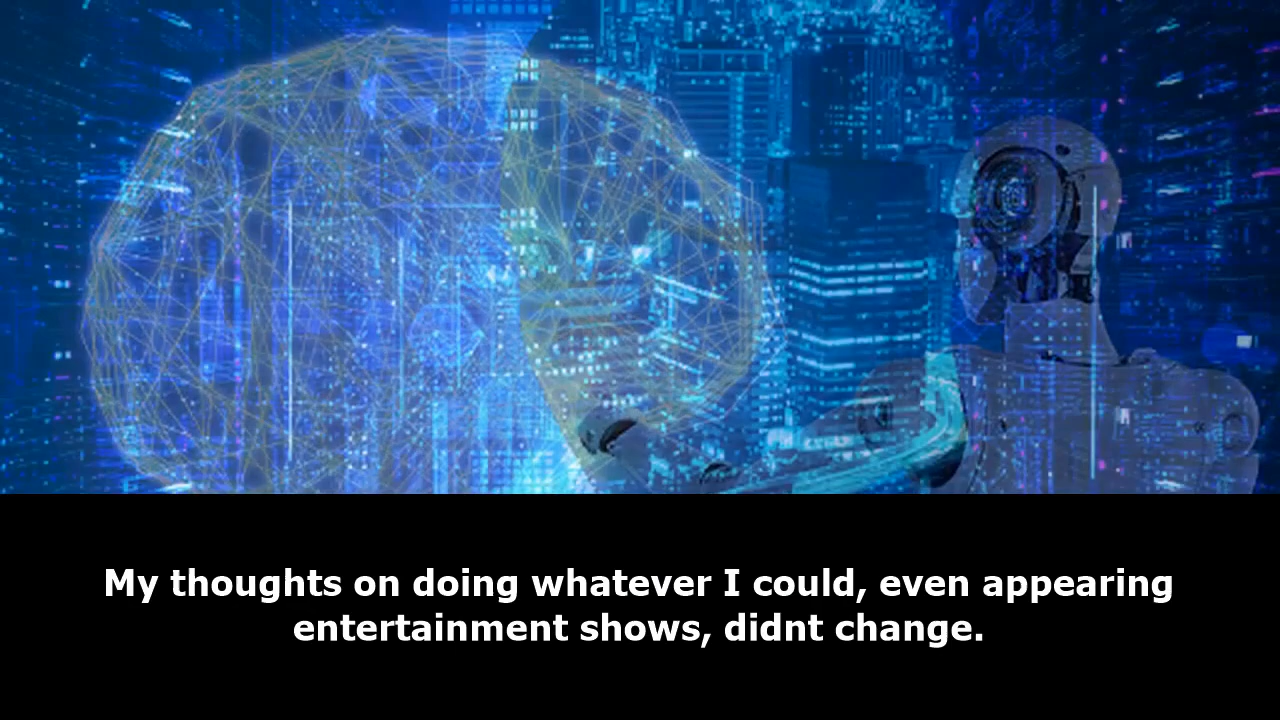 My thoughts on doing whatever I could, even appearing
entertainment shows, didnt change.